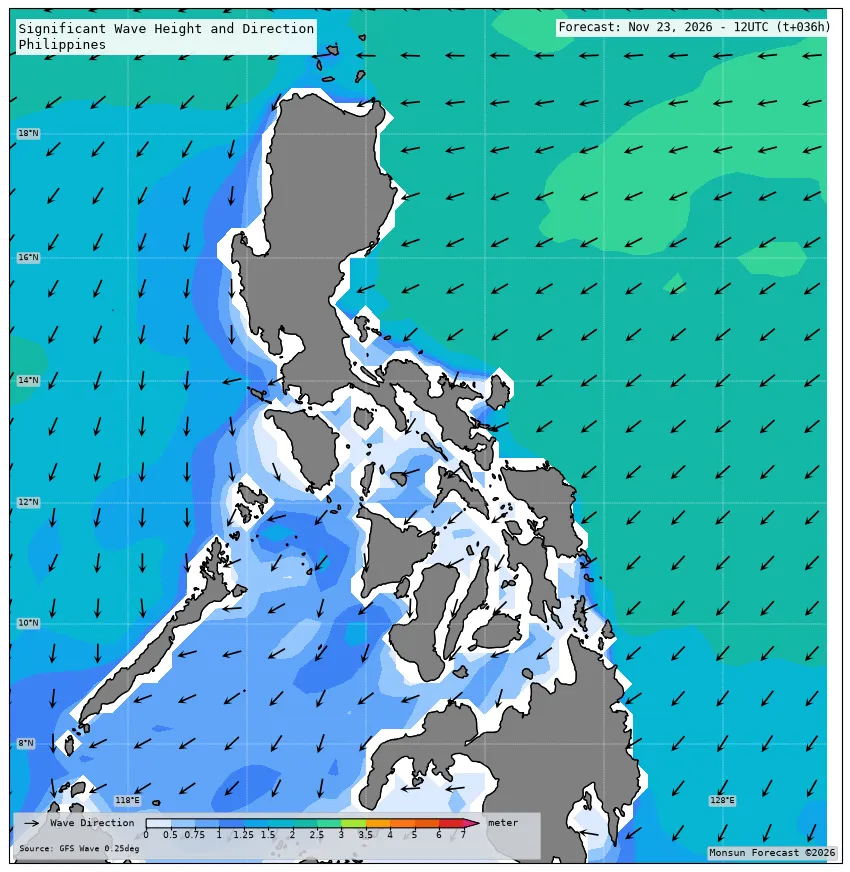 Significant Wave Height and Direction
Philippines
Forecast: Nov 23, 2026 - 12UTC (t+036h)
18°N
16°N
14°N
12°N
10°N
8°N
118°E
128°E
Wave Direction
0 0.5 0.75 1 1.25 1.5 2 2.5 3 3.5 4 5 6 7
meter
Source: GFS Wave 0.25deg
Monsun Forecast ©2026